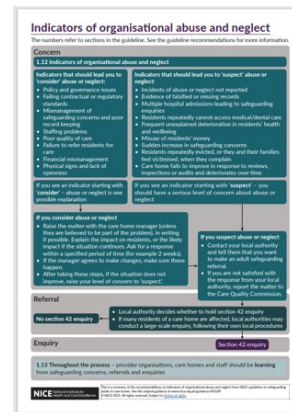 Indicators of organisational abuse and neglect
The numbers refer to sections in the guideline. See the guideline recommendations for more information.
Concern
1.12 Indicators of organisational abuse and neglect
Indicators that should lead you to
'consider' abuse or neglect:
• Policy and governance issues
• Failing contractual or regulatory
standards
• Mismanagement of
safeguarding concerns and poor
record keeping
• Staffing problems
• Poor quality of care
• Failure to refer residents for
care
• Financial mismanagement
• Physical signs and lack of
openness
Indicators that should lead you to 'suspect' abuse or
neglect:
• Incidents of abuse or neglect not reported
• Evidence of falsified or missing records
• Multiple hospital admissions leading to safeguarding
enquiries
• Residents repeatedly cannot access medical/dental care
• Frequent unexplained deterioration in residents' health
and wellbeing
• Misuse of residents' money
• Sudden increase in safeguarding concerns
• Residents repeatedly evicted, or they and their families
feel victimised, when they complain
• Care home fails to improve in response to reviews,
inspections or audits and deteriorates over time
If you see an indicator starting with
'consider' – abuse or neglect is one
possible explanation
If you see an indicator starting with 'suspect' – you
should have a serious level of concern about abuse or
neglect
If you consider abuse or neglect
• Raise the matter with the care home manager (unless
they are believed to be part of the problem), in writing
if possible. Explain the impact on residents, or the likely
impact if the situation continues. Ask for a response
within a specified period of time (for example 2 weeks).
• If the manager agrees to make changes, make sure these
happen.
• After taking these steps, if the situation does not
improve, raise your level of concern to 'suspect'.
If you suspect abuse or neglect
• Contact your local authority
and tell them that you want
to make an adult safeguarding
referral.
• If you are not satisfied with
the response from your local
authority, report the matter to
the Care Quality Commission.
Referral
No section 42 enquiry
• Local authority decides whether to hold section 42 enquiry
• If many residents of a care home are affected, local authorities may
conduct a large-scale enquiry, following their own local procedures
Enquiry
Section 42 enquiry
1.13 Throughout the process – provider organisations, care homes and staff should be learning
from safeguarding concerns, referrals and enquiries
NICE National Institute for
Health and Care Excellence